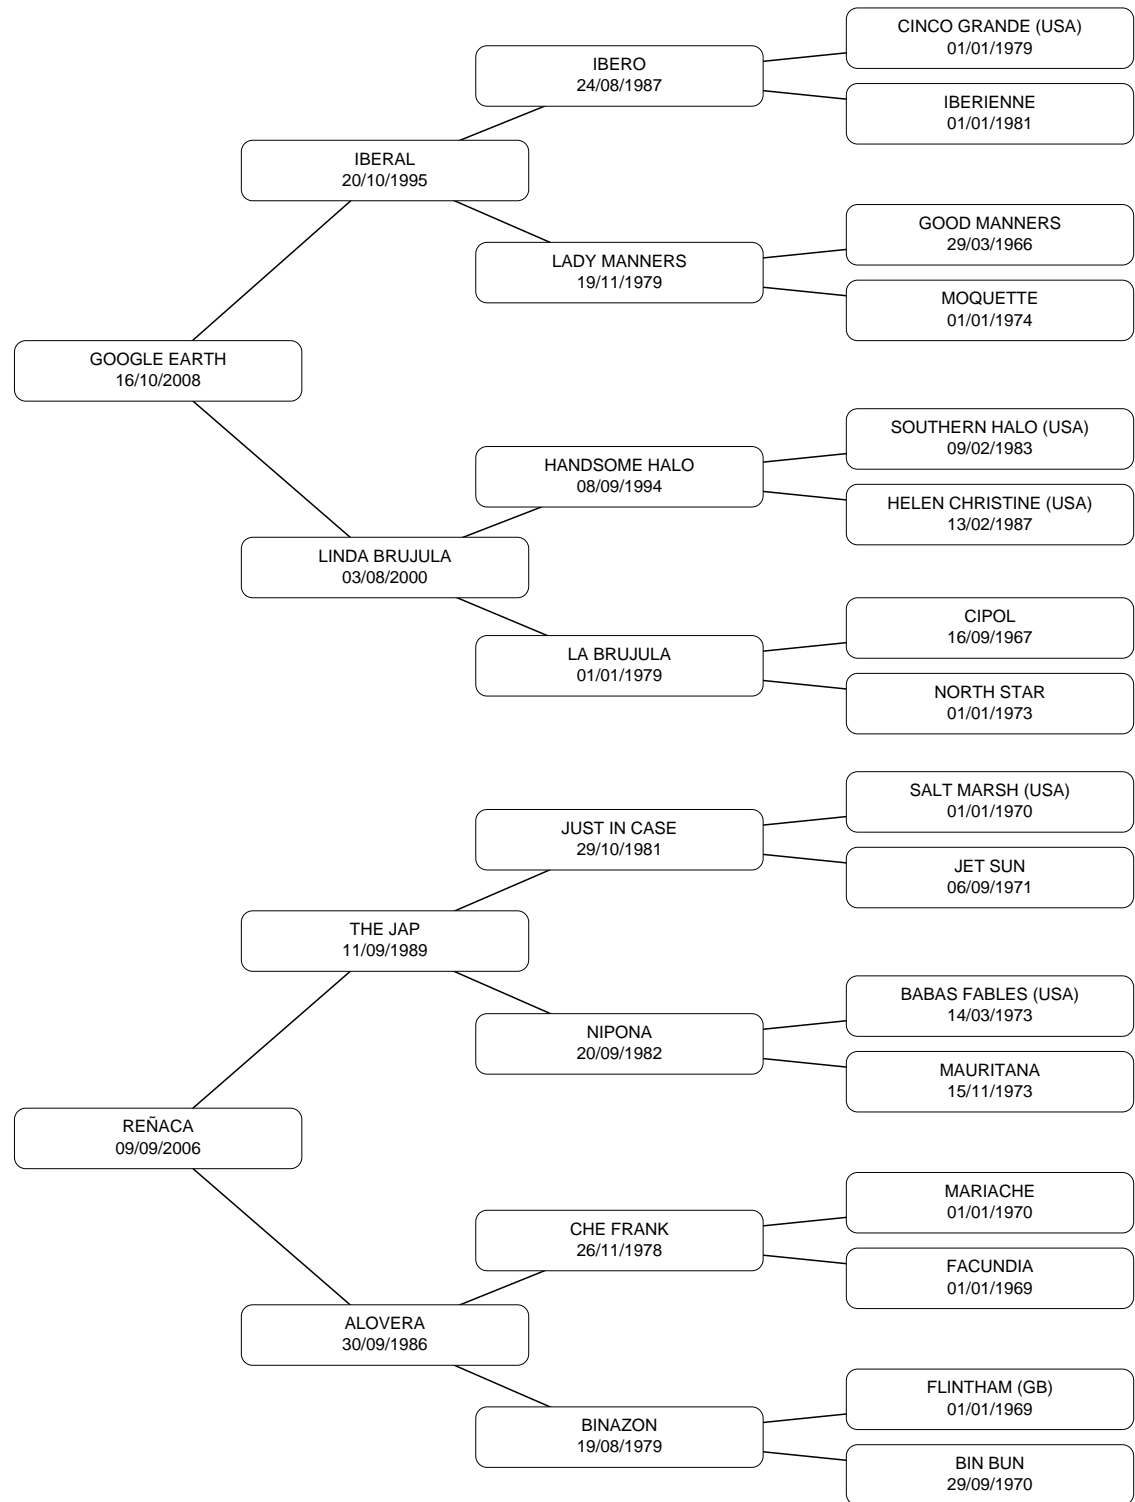 CINCO GRANDE (USA)
01/01/1979
IBERO
24/08/1987
IBERIENNE
01/01/1981
IBERAL
20/10/1995
GOOD MANNERS
29/03/1966
LADY MANNERS
19/11/1979
MOQUETTE
01/01/1974
GOOGLE EARTH
16/10/2008
SOUTHERN HALO (USA)
09/02/1983
HANDSOME HALO
08/09/1994
HELEN CHRISTINE (USA)
13/02/1987
LINDA BRUJULA
03/08/2000
CIPOL
16/09/1967
LA BRUJULA
01/01/1979
NORTH STAR
01/01/1973
SALT MARSH (USA)
01/01/1970
JUST IN CASE
29/10/1981
JET SUN
06/09/1971
THE JAP
11/09/1989
BABAS FABLES (USA)
14/03/1973
NIPONA
20/09/1982
MAURITANA
15/11/1973
REÑACA
09/09/2006
MARIACHE
01/01/1970
CHE FRANK
26/11/1978
FACUNDIA
01/01/1969
ALOVERA
30/09/1986
FLINTHAM (GB)
01/01/1969
BINAZON
19/08/1979
BIN BUN
29/09/1970